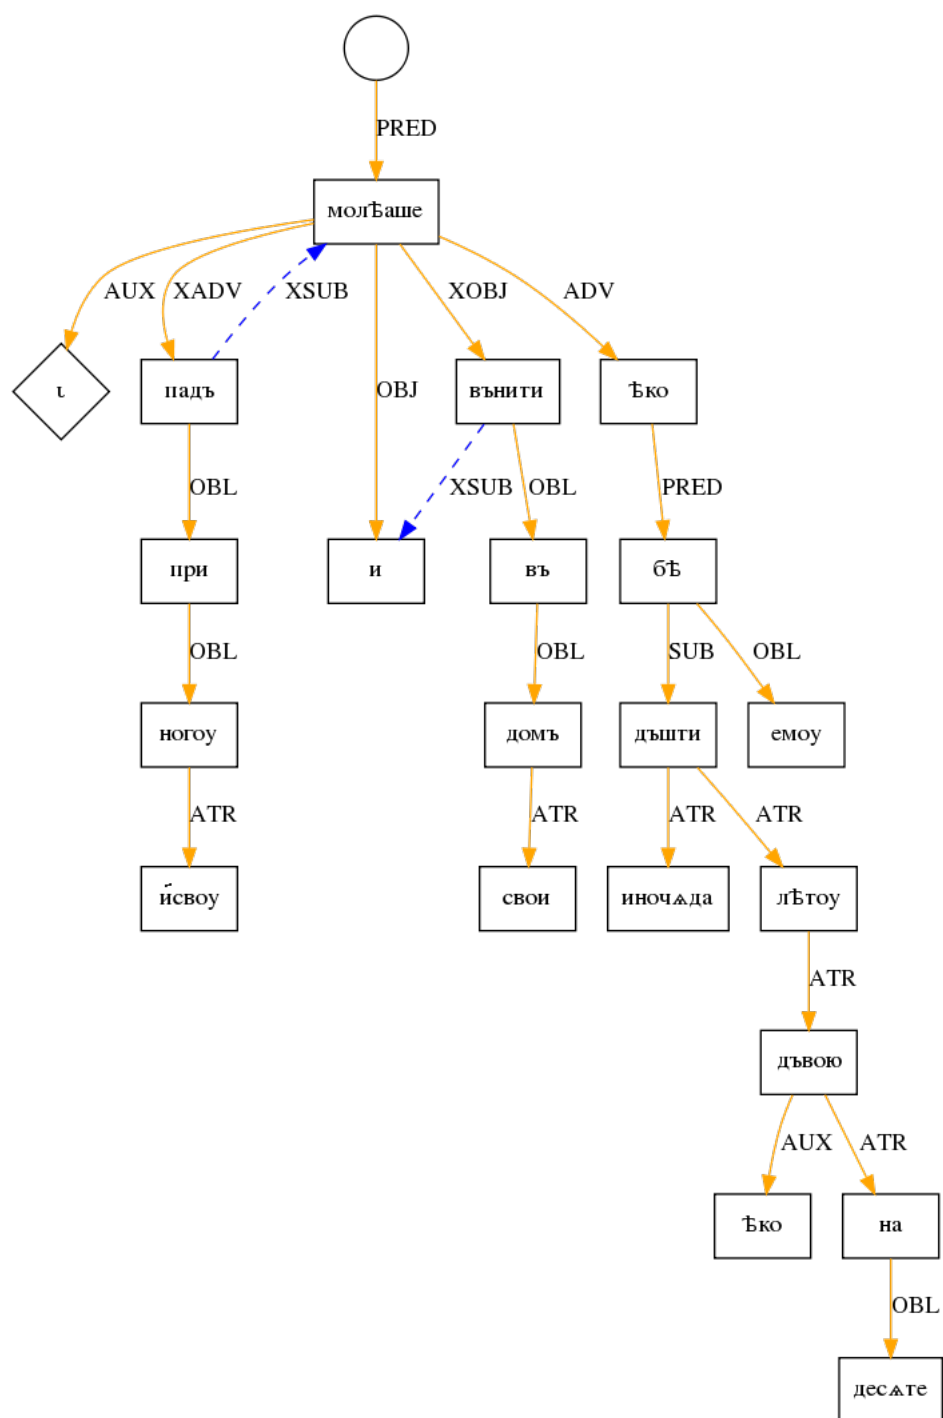 PRED
молѣаше
AUX XADV XSUB XOBJ ADV
OBJ
ꙇ падъ вънити ѣко
OBL XSUB OBL PRED
при и въ бѣ
OBL OBL SUB OBL
ногоу домъ дъшти емоу
ATR ATR ATR ATR
и҃своу свои иночѧда лѣтоу
ATR
дъвою
AUX ATR
ѣко на
OBL
десѧте